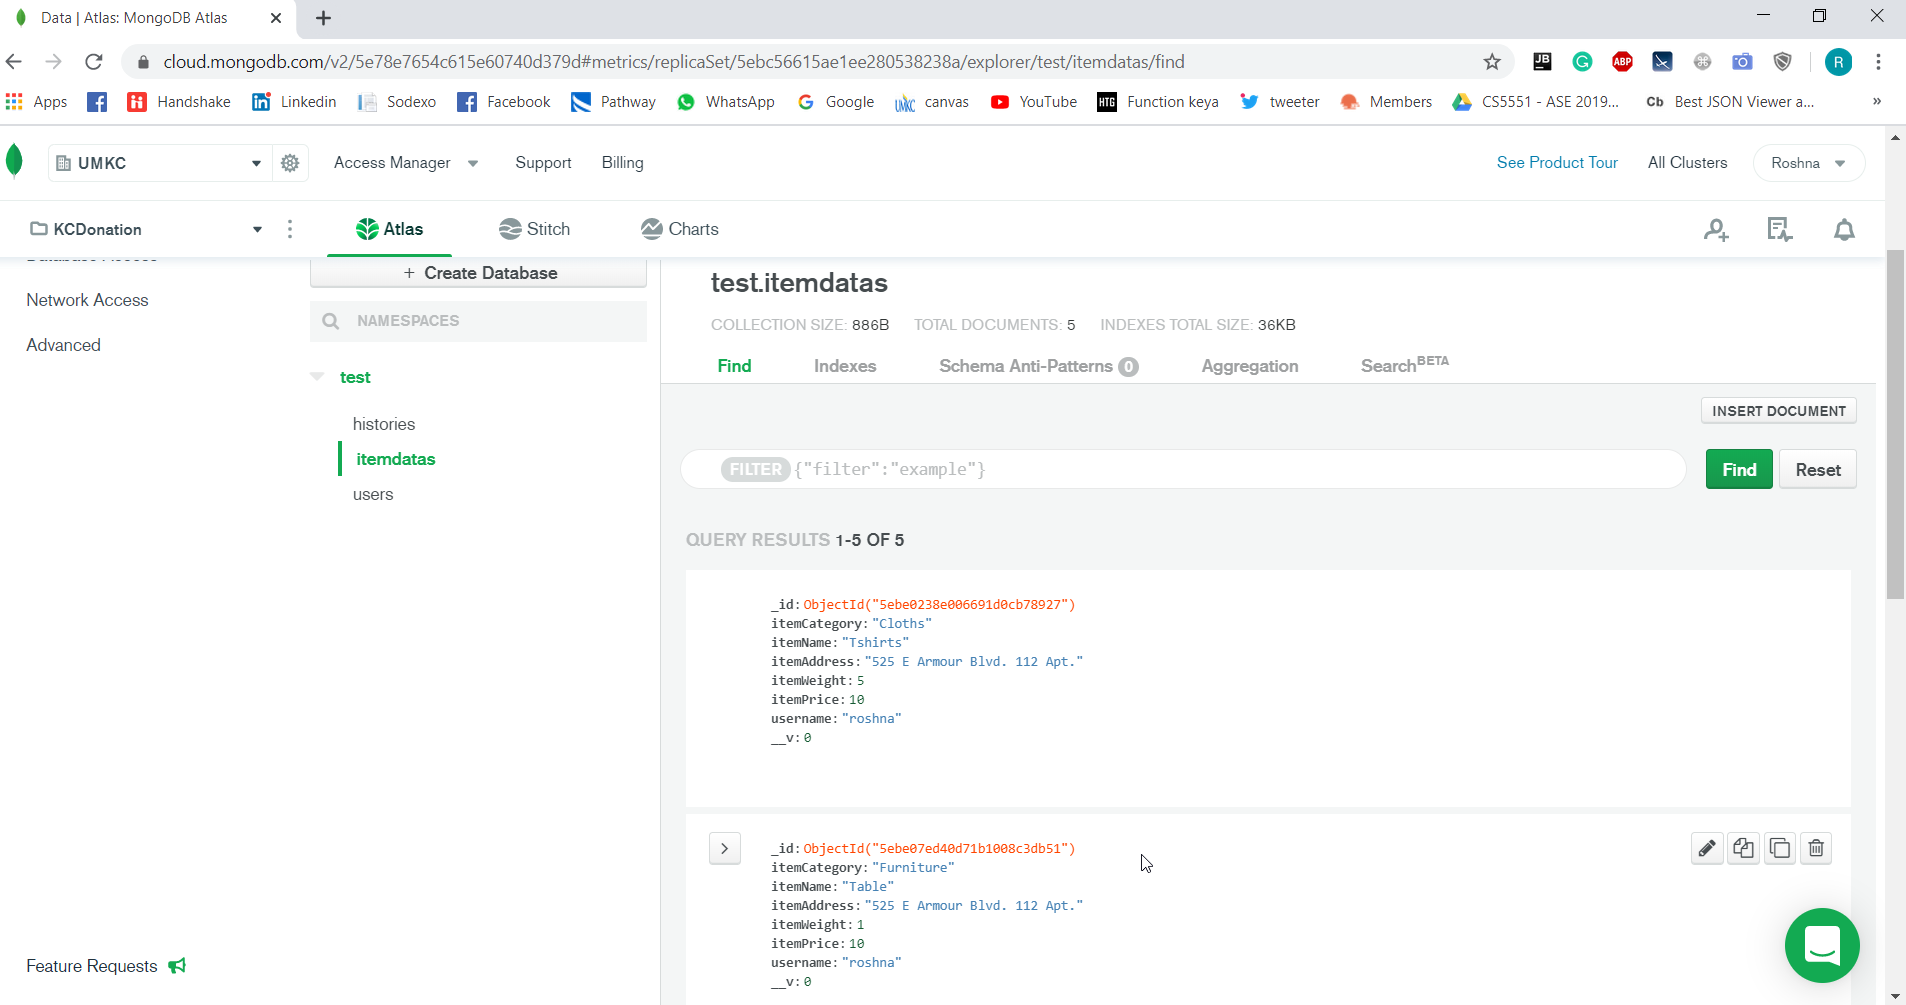 Data | Atlas: MongoDB Atlas
cloud.mongodb.com/v2/5e78e7654c615e60740d379d#metrics/replicaSet/5ebc56615ae1ee280538238a/explorer/test/itemdatas/find
JB G ABP R
Apps Handshake Linkedin Sodexo Facebook Pathway WhatsApp Google UMKC canvas YouTube HTG Function keya tweeter Members CS5551 - ASE 2019... Cb Best JSON Viewer a... »
UMKC Access Manager Support Billing See Product Tour All Clusters Roshna
KCDonation Atlas Stitch Charts
Database Access
Network Access
Advanced
Feature Requests
+ Create Database
NAMESPACES
test
histories
itemdatas
users
test.itemdatas
COLLECTION SIZE: 886B TOTAL DOCUMENTS: 5 INDEXES TOTAL SIZE: 36KB
Find Indexes Schema Anti-Patterns 0 Aggregation Search BETA
INSERT DOCUMENT
FILTER {"filter":"example"} Find Reset
QUERY RESULTS 1-5 OF 5
_id: ObjectId("5ebe0238e006691d0cb78927")
itemCategory: "Cloths"
itemName: "Tshirts"
itemAddress: "525 E Armour Blvd. 112 Apt."
itemWeight: 5
itemPrice: 10
username: "roshna"
__v: 0
_id: ObjectId("5ebe07ed40d71b1008c3db51")
itemCategory: "Furniture"
itemName: "Table"
itemAddress: "525 E Armour Blvd. 112 Apt."
itemWeight: 1
itemPrice: 10
username: "roshna"
__v: 0